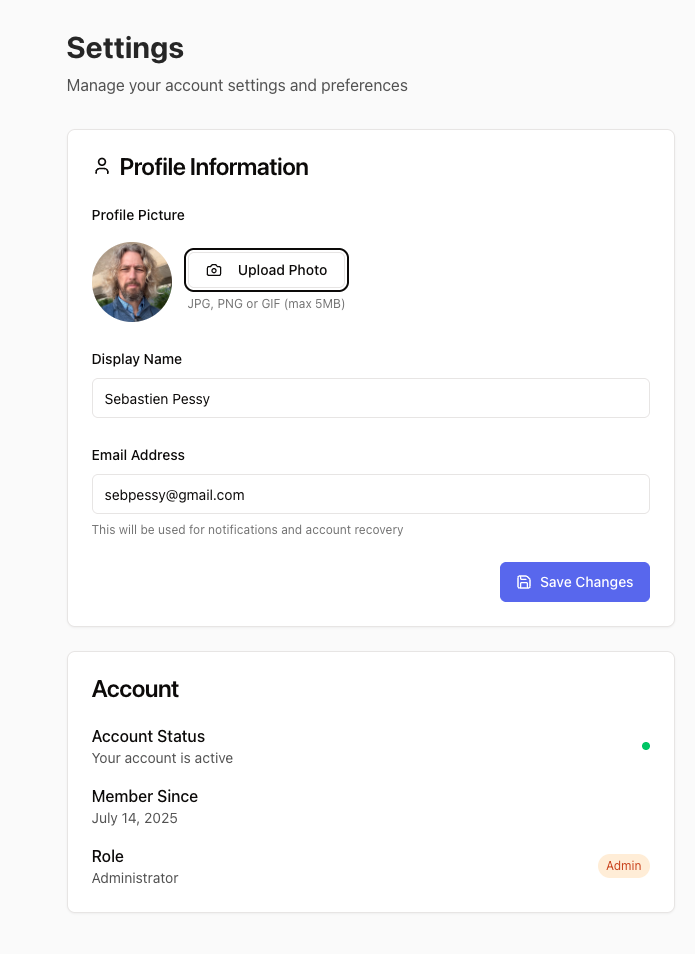 Settings
Manage your account settings and preferences
Profile Information
Profile Picture
Upload Photo
JPG, PNG or GIF (max 5MB)
Display Name
Sebastien Pessy
Email Address
sebpessy@gmail.com
This will be used for notifications and account recovery
Save Changes
Account
Account Status
Your account is active
Member Since
July 14, 2025
Role
Administrator
Admin